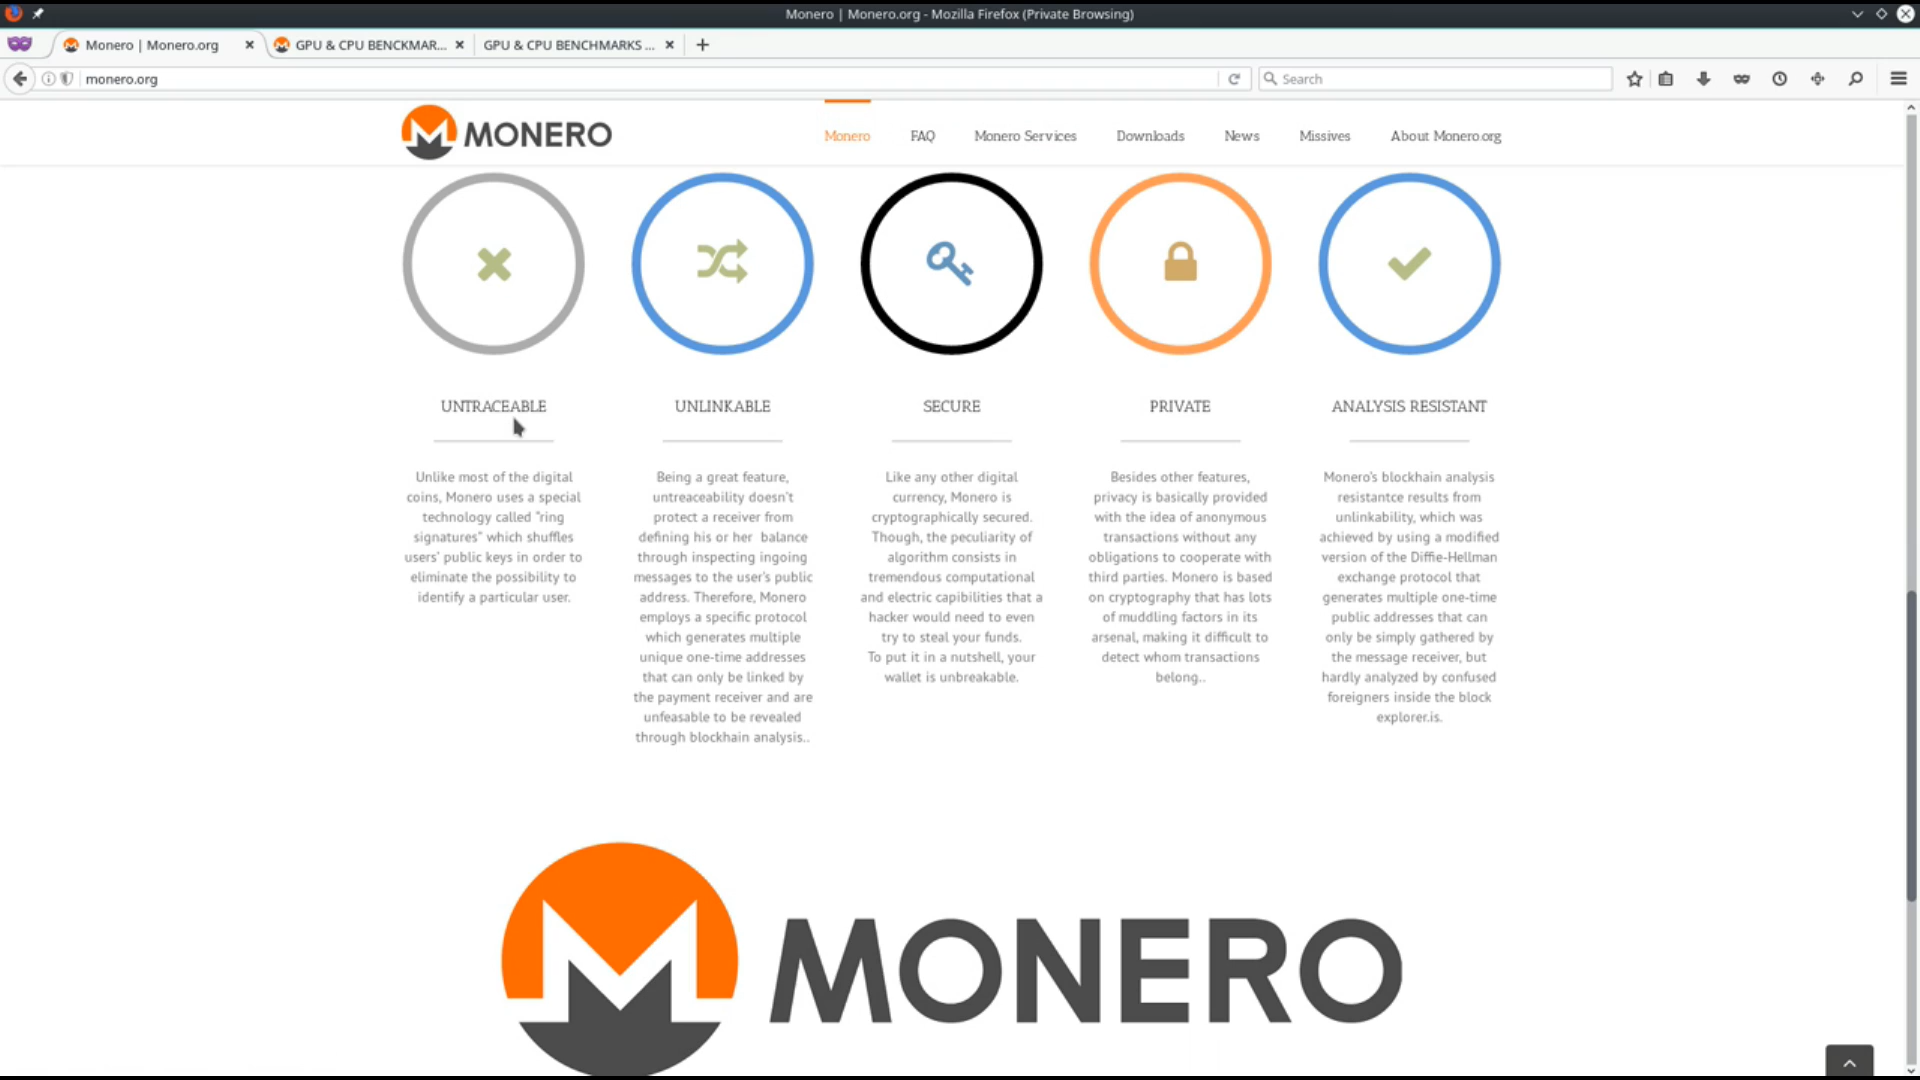 Monero | Monero.org - Mozilla Firefox (Private Browsing)
Monero | Monero.org
GPU & CPU BENCKMAR...
GPU & CPU BENCHMARKS ...
monero.org
Search
MONERO
Monero
FAQ
Monero Services
Downloads
News
Missives
About Monero.org
UNTRACEABLE
Unlike most of the digital
coins, Monero uses a special
technology called "ring
signatures" which shuffles
users' public keys in order to
eliminate the possibility to
identify a particular user.
UNLINKABLE
Being a great feature,
untreaceability doesn't
protect a receiver from
defining his or her balance
through inspecting ingoing
messages to the user's public
address. Therefore, Monero
employs a specific protocol
which generates multiple
unique one-time addresses
that can only be linked by
the payment receiver and are
unfeasable to be revealed
through blockhain analysis..
SECURE
Like any other digital
currency, Monero is
cryptographically secured.
Though, the peculiarity of
algorithm consists in
tremendous computational
and electric capibilities that a
hacker would need to even
try to steal your funds.
To put it in a nutshell, your
wallet is unbreakable.
PRIVATE
Besides other features,
privacy is basically provided
with the idea of anonymous
transactions without any
obligations to cooperate with
third parties. Monero is based
on cryptography that has lots
of muddling factors in its
arsenal, making it difficult to
detect whom transactions
belong..
ANALYSIS RESISTANT
Monero's blockhain analysis
resistantce results from
unlinkability, which was
achieved by using a modified
version of the Diffie-Hellman
exchange protocol that
generates multiple one-time
public addresses that can
only be simply gathered by
the message receiver, but
hardly analyzed by confused
foreigners inside the block
explorer.is.
MONERO